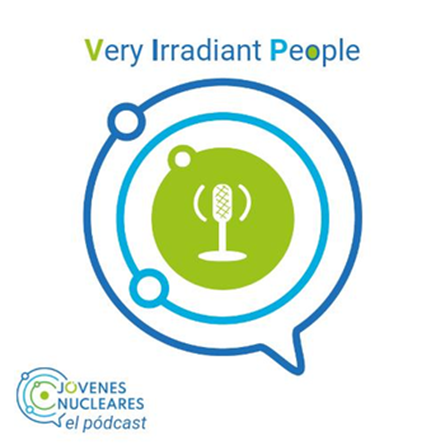 Very Irradiant People
JOVENES
NUCLEARES
el pódcast